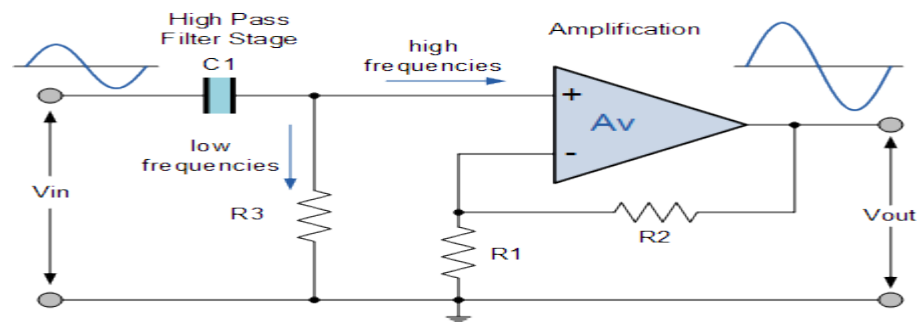 High Pass
Filter Stage
C1
high
frequencies
Amplification
+
Av
-
low
frequencies
Vin
R3
R1
R2
Vout